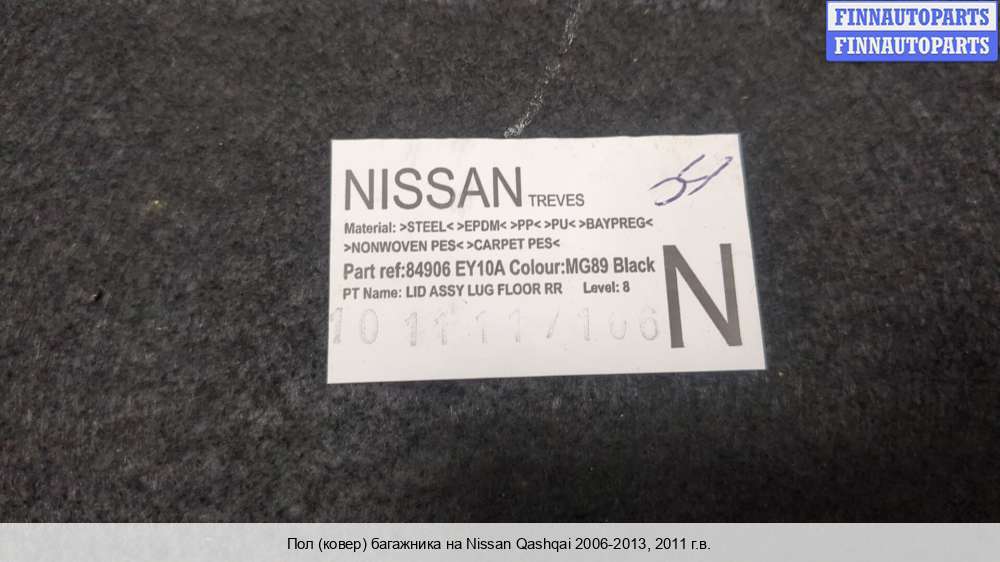 FINNAUTOPARTS
FINNAUTOPARTS
NISSAN TREVES
Material: >STEEL< >EPDM< >PP< >PU< >BAYPREG<
>NONWOVEN PES< >CARPET PES<
Part ref:84906 EY10A Colour:MG89 Black
PT Name: LID ASSY LUG FLOOR RR Level: 8
N
Пол (ковер) багажника на Nissan Qashqai 2006-2013, 2011 г.в.